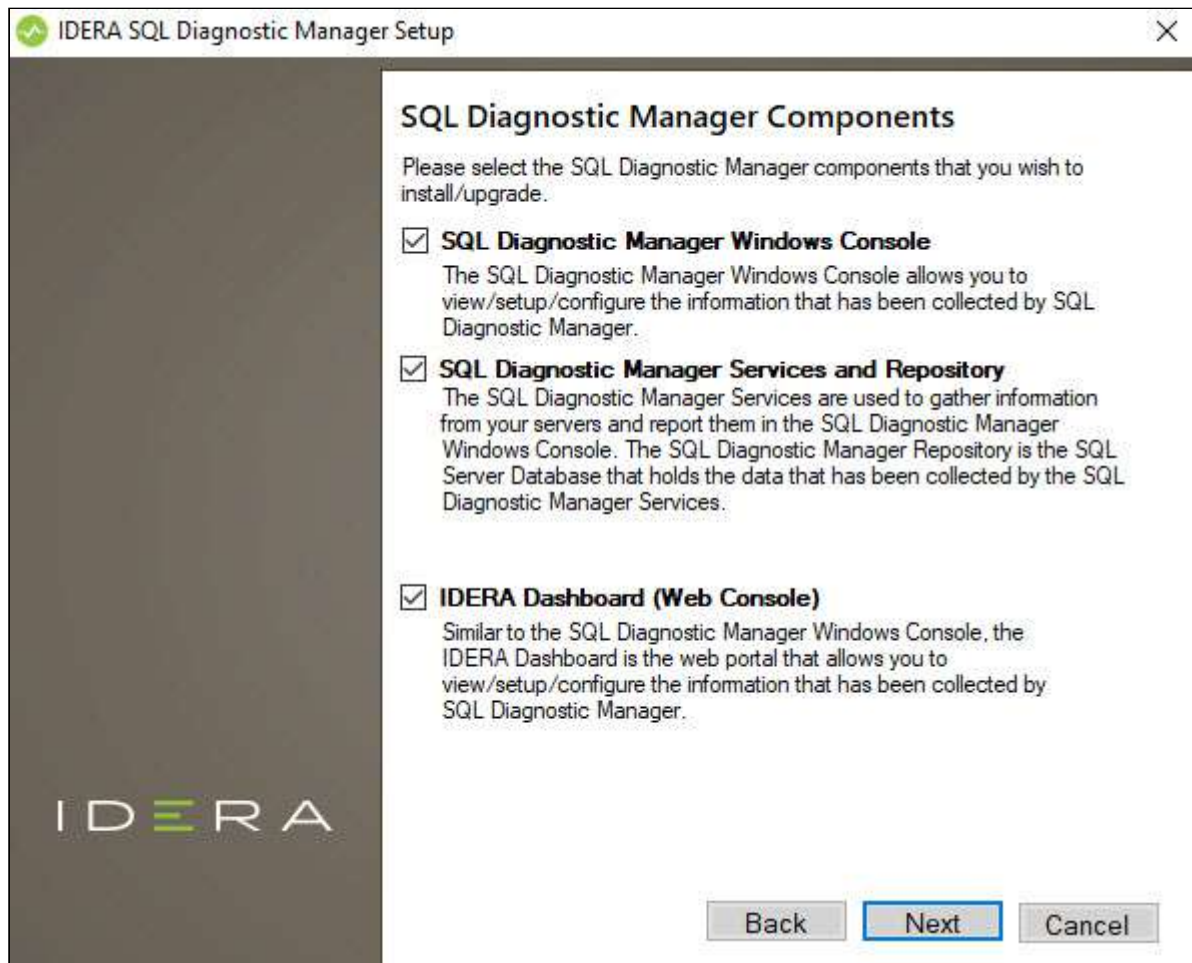 IDERA SQL Diagnostic Manager Setup
SQL Diagnostic Manager Components
Please select the SQL Diagnostic Manager components that you wish to
install/upgrade.
SQL Diagnostic Manager Windows Console
The SQL Diagnostic Manager Windows Console allows you to
view/setup/configure the information that has been collected by SQL
Diagnostic Manager.
SQL Diagnostic Manager Services and Repository
The SQL Diagnostic Manager Services are used to gather information
from your servers and report them in the SQL Diagnostic Manager
Windows Console. The SQL Diagnostic Manager Repository is the SQL
Server Database that holds the data that has been collected by the SQL
Diagnostic Manager Services.
IDERA Dashboard (Web Console)
Similar to the SQL Diagnostic Manager Windows Console, the
IDERA Dashboard is the web portal that allows you to
view/setup/configure the information that has been collected by
SQL Diagnostic Manager.
IDERA
Back Next Cancel